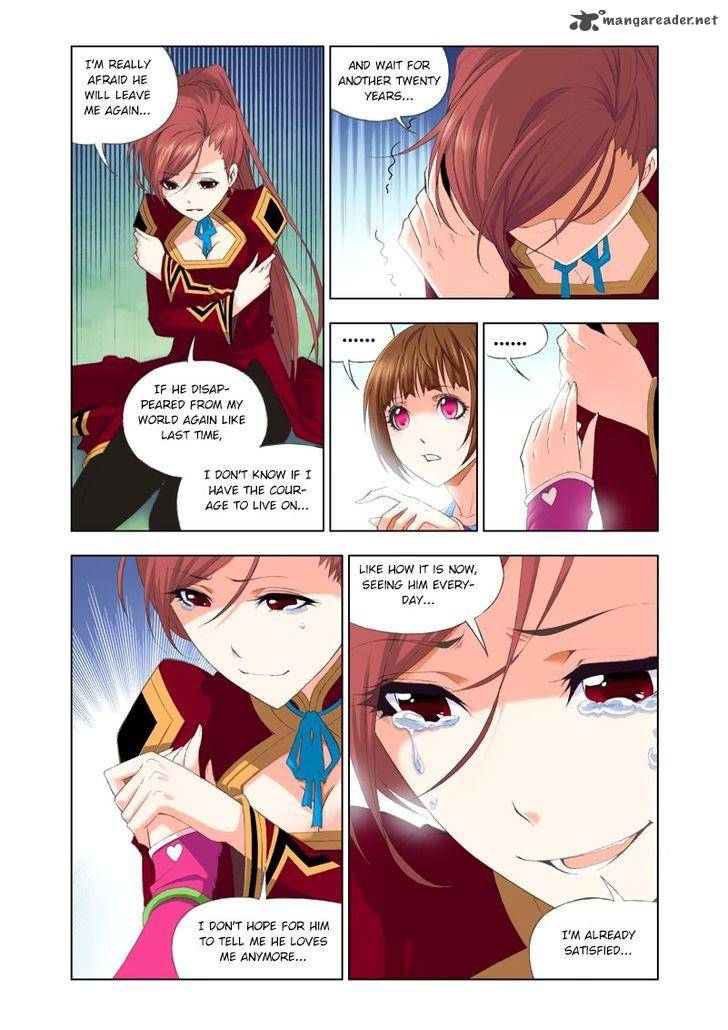 mangareader.net
I'M REALLY
AFRAID HE
WILL LEAVE
ME AGAIN...
AND WAIT FOR
ANOTHER TWENTY
YEARS...
IF HE DISAP-
PEARED FROM MY
WORLD AGAIN LIKE
LAST TIME,
I DON'T KNOW IF I
HAVE THE COUR-
AGE TO LIVE ON...
......
......
I DON'T HOPE FOR HIM
TO TELL ME HE LOVES
ME ANYMORE...
LIKE HOW IT IS NOW,
SEEING HIM EVERY-
DAY...
I'M ALREADY
SATISFIED...